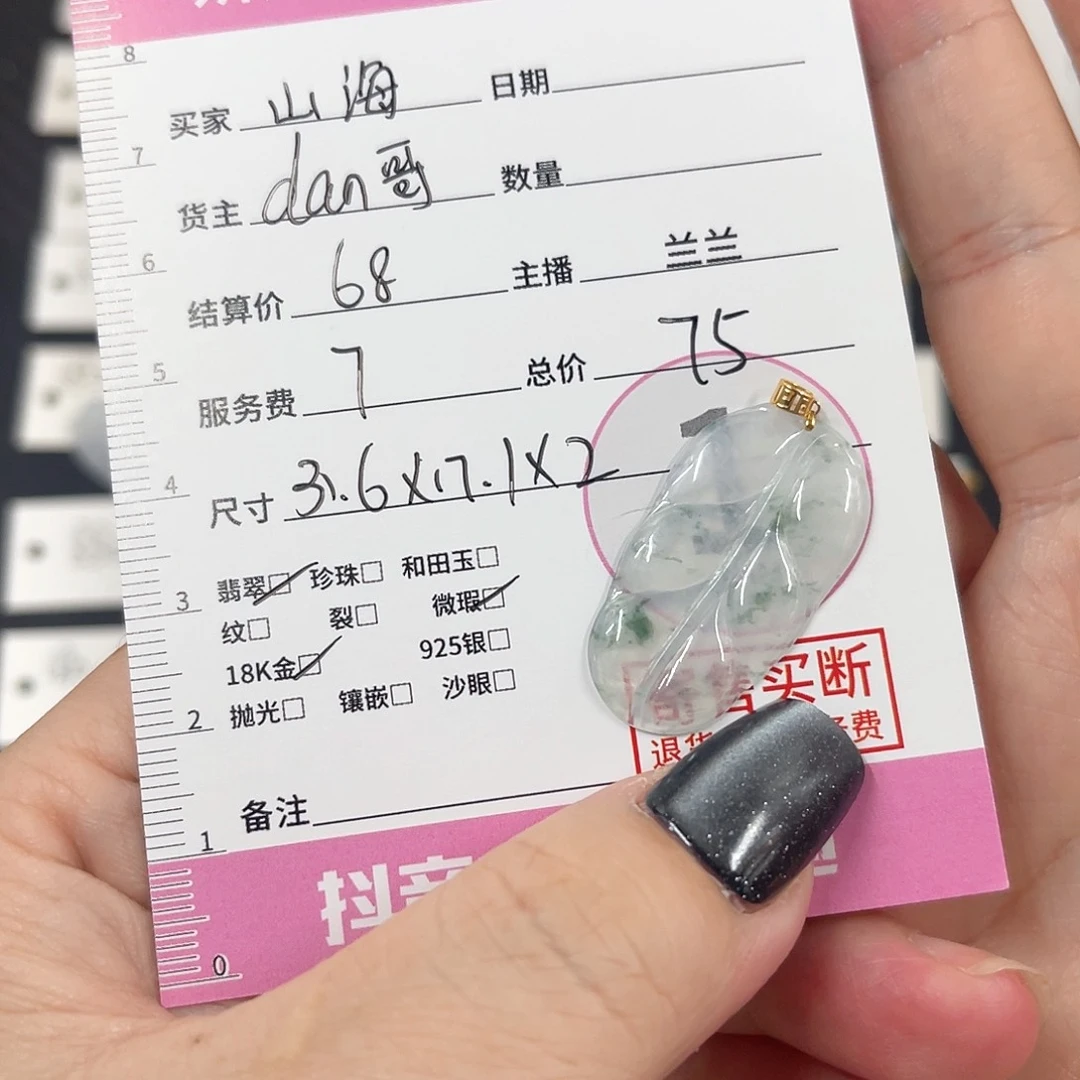 8
买家 山海 日期
7
货主 dan哥 数量
6
结算价 68 主播 兰兰
5
服务费 7 总价 75
4
尺寸 31.6X17.1X2
3
翡翠 珍珠 和田玉
纹 裂 微瑕
18K金 925银
2
抛光 镶嵌 沙眼
买断
退货 费
1
备注
抖音
0